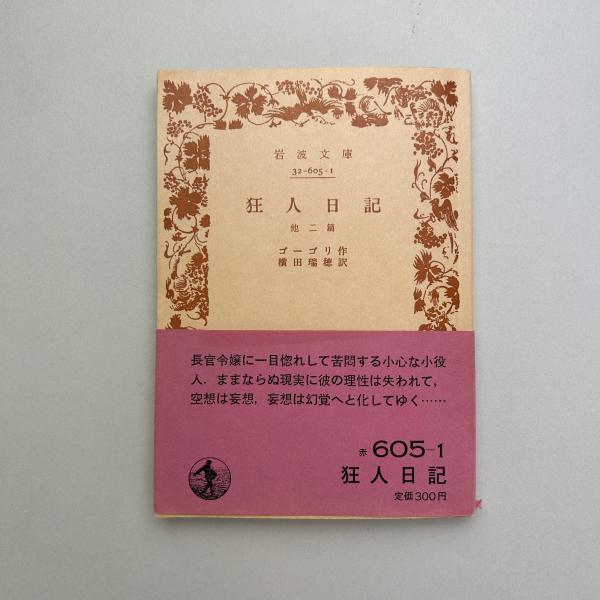 岩波文庫
32-605-1
狂人日記
他二篇
ゴーゴリ作
横田瑞穂訳
長官令嬢に一目惚れして苦悶する小心な小役
人．ままならぬ現実に彼の理性は失われて，
空想は妄想，妄想は幻覚へと化してゆく……
赤 605-1
狂人日記
定価300円